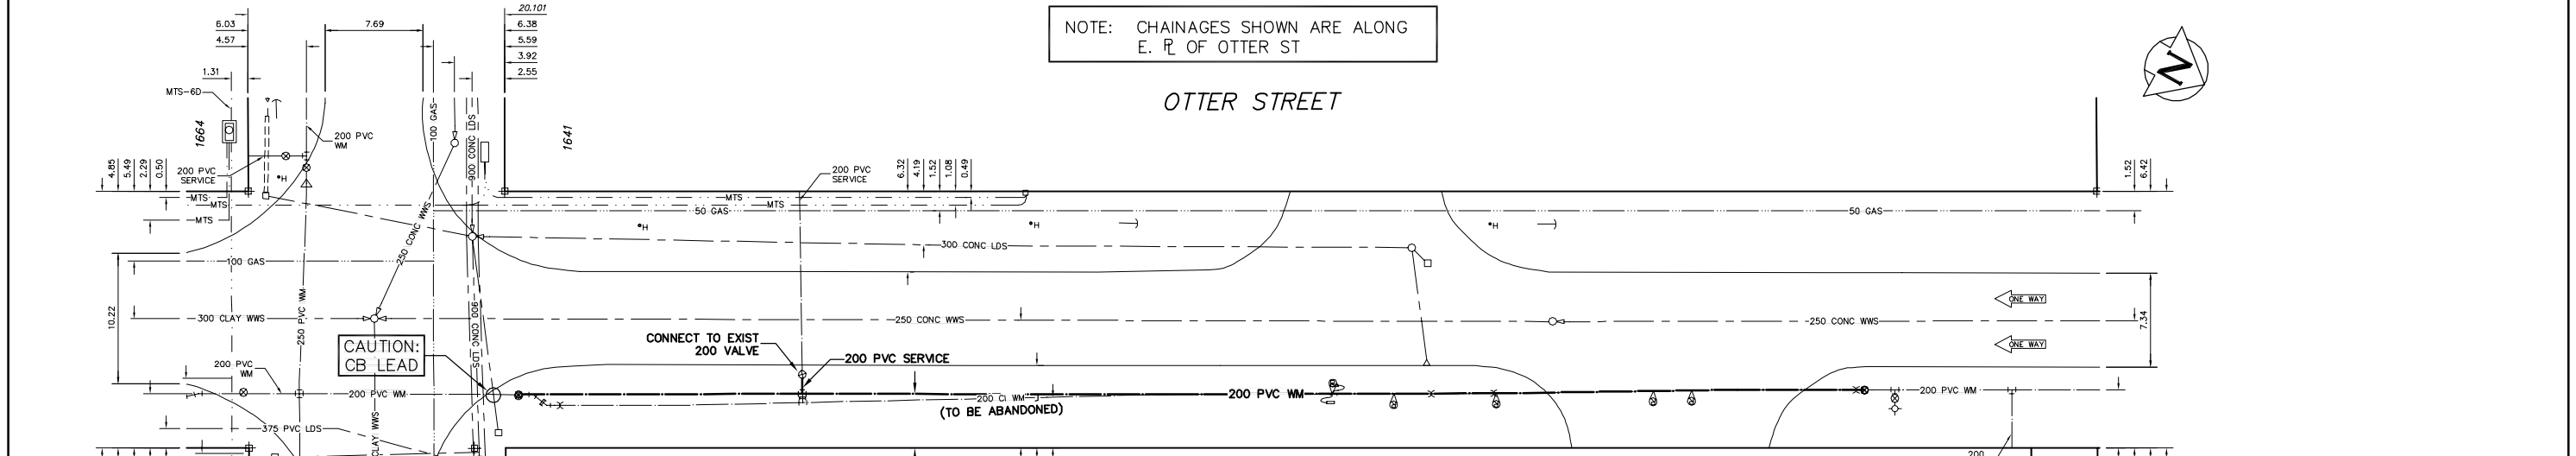 20.101
6.03
7.69
6.38
4.57
5.59
3.92
1.31
2.55
NOTE: CHAINAGES SHOWN ARE ALONG
E. PL OF OTTER ST
N
MTS-6D
OTTER STREET
1664
200 PVC
WM
100 GAS
900 CONC LDS
1641
4.85
5.49
2.29
0.50
200 PVC
SERVICE
H
200 PVC
SERVICE
6.32
4.19
1.52
1.08
0.49
1.52
6.42
MTS
MTS
MTS
MTS
MTS
50 GAS
50 GAS
H
H
H
250 CONC WWS
300 CONC LDS
100 GAS
10.22
250 PVC WM
900 CONC LDS
ONE WAY
300 CLAY WWS
250 CONC WWS
250 CONC WWS
7.34
CAUTION:
CB LEAD
CONNECT TO EXIST
200 VALVE
200 PVC SERVICE
ONE WAY
200 PVC
WM
200 PVC WM
200 CI WM
(TO BE ABANDONED)
200 PVC WM
200 PVC WM
375 PVC LDS
CLAY WWS
200